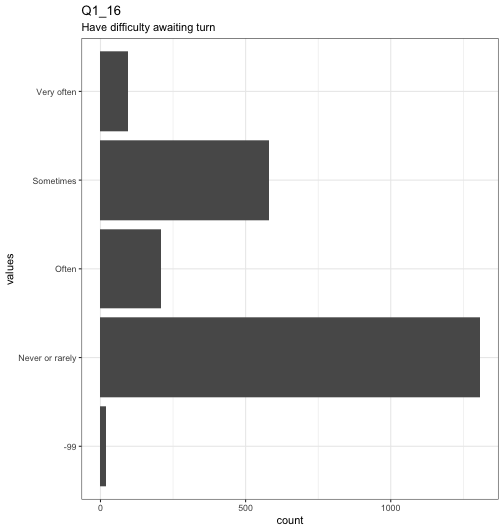 Q1_16
Have difficulty awaiting turn
Very often
Sometimes
Often
Never or rarely
-99
values
0
500
1000
count